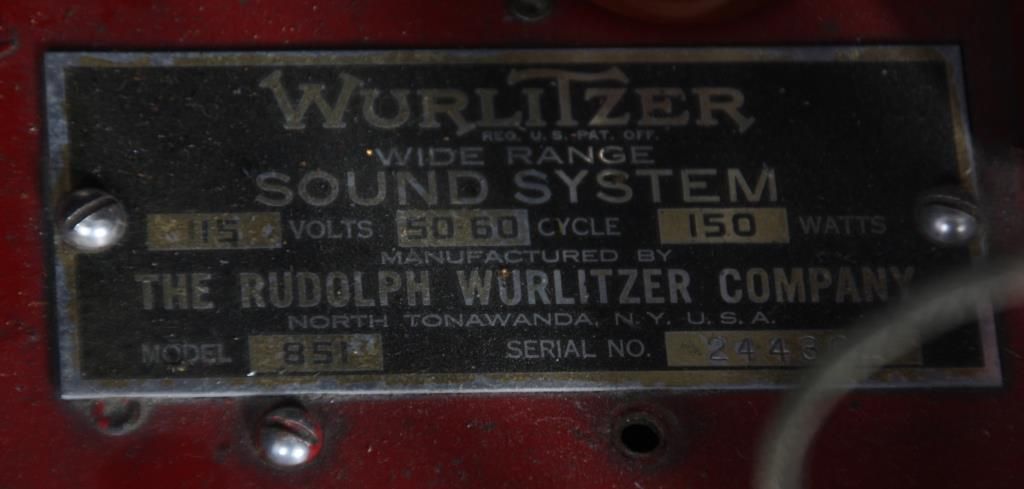 WURLITZER
REG. U.S. PAT. OFF.
WIDE RANGE
SOUND SYSTEM
115 VOLTS 50 60 CYCLE 150 WATTS
MANUFACTURED BY
THE RUDOLPH WURLITZER COMPANY
NORTH TONAWANDA, N.Y. U.S.A.
MODEL 851 SERIAL NO.